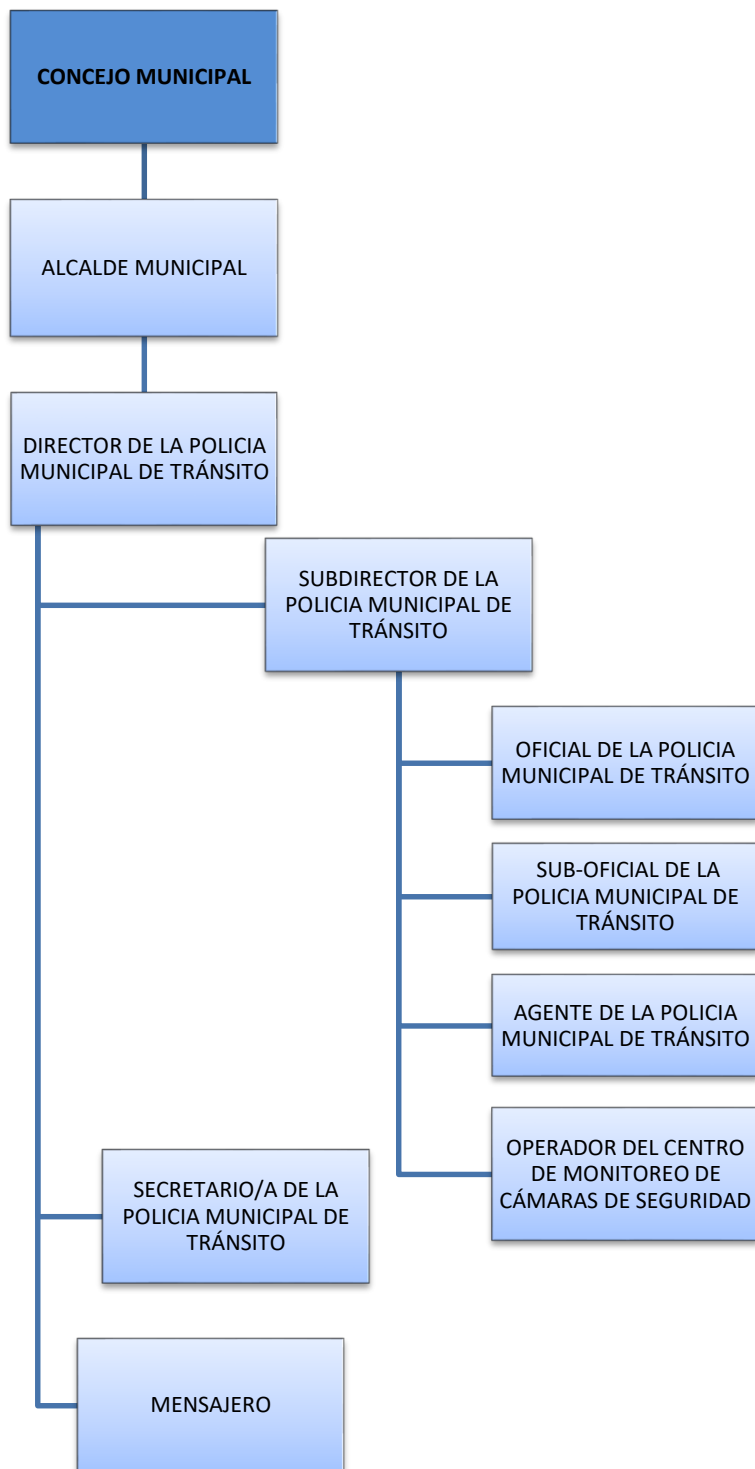 CONCEJO MUNICIPAL
ALCALDE MUNICIPAL
DIRECTOR DE LA POLICIA
MUNICIPAL DE TRÁNSITO
SUBDIRECTOR DE LA
POLICIA MUNICIPAL DE
TRÁNSITO
OFICIAL DE LA POLICIA
MUNICIPAL DE TRÁNSITO
SUB-OFICIAL DE LA
POLICIA MUNICIPAL DE
TRÁNSITO
AGENTE DE LA POLICIA
MUNICIPAL DE TRÁNSITO
OPERADOR DEL CENTRO
DE MONITOREO DE
CÁMARAS DE SEGURIDAD
SECRETARIO/A DE LA
POLICIA MUNICIPAL DE
TRÁNSITO
MENSAJERO